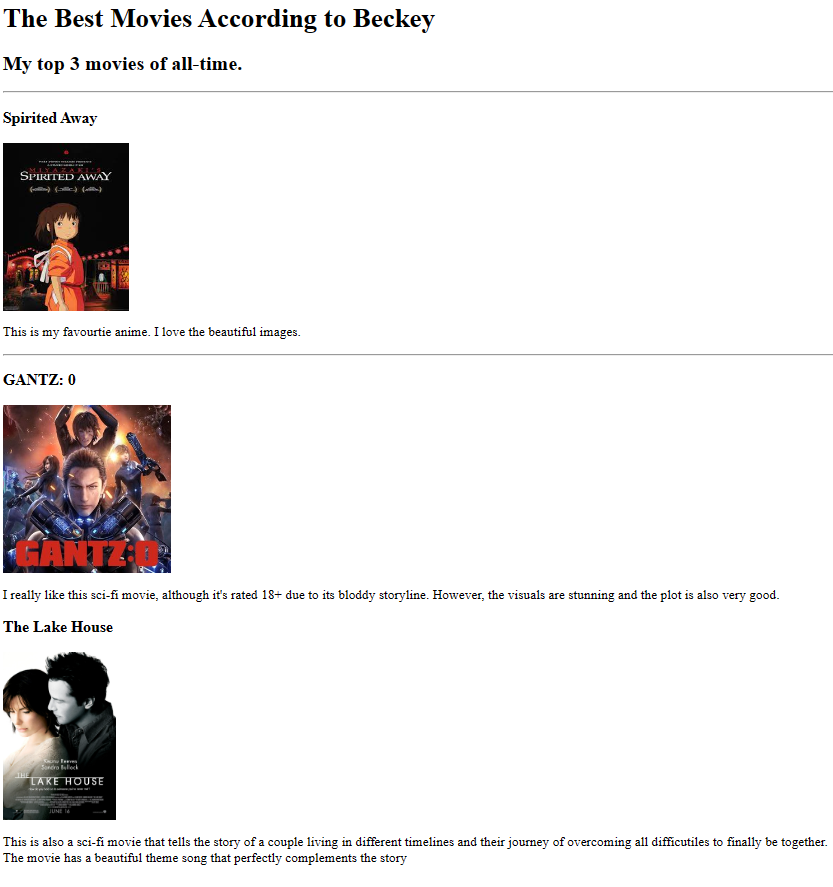 The Best Movies According to Beckey
My top 3 movies of all-time.
Spirited Away
MIYAZAKI'S
SPIRITED AWAY
This is my favourtie anime. I love the beautiful images.
GANTZ: 0
GANTZ:O
I really like this sci-fi movie, although it's rated 18+ due to its bloddy storyline. However, the visuals are stunning and the plot is also very good.
The Lake House
Keanu Reeves
Sandra Bullock
THE
LAKE HOUSE
JUNE 16
This is also a sci-fi movie that tells the story of a couple living in different timelines and their journey of overcoming all difficutiles to finally be together.
The movie has a beautiful theme song that perfectly complements the story